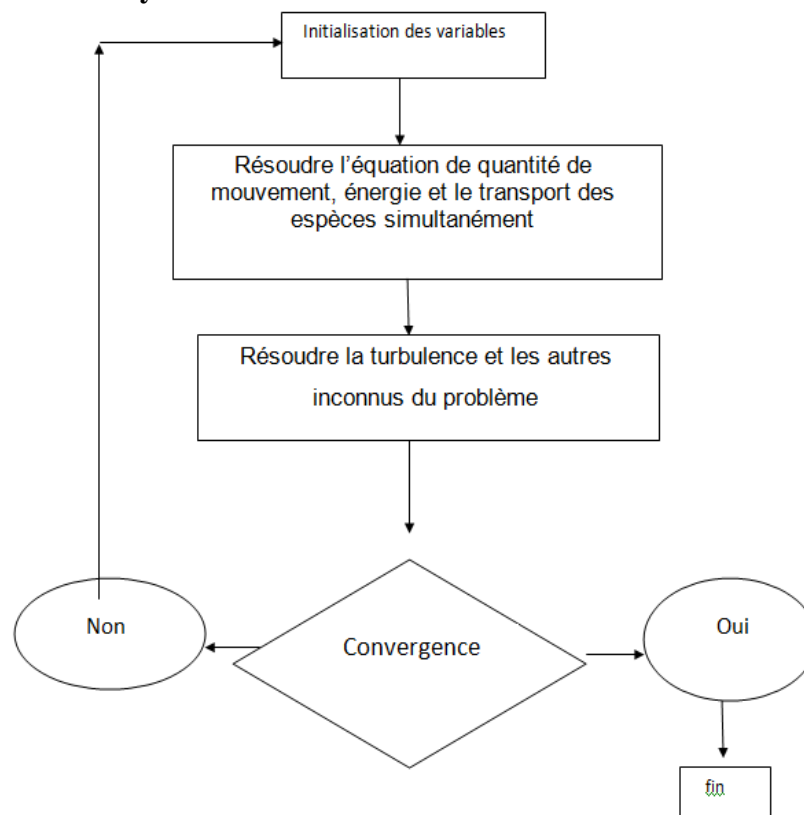 Initialisation des variables
Résoudre l'équation de quantité de
mouvement, énergie et le transport des
espèces simultanément
Résoudre la turbulence et les autres
inconnus du problème
Non
Convergence
Oui
fin